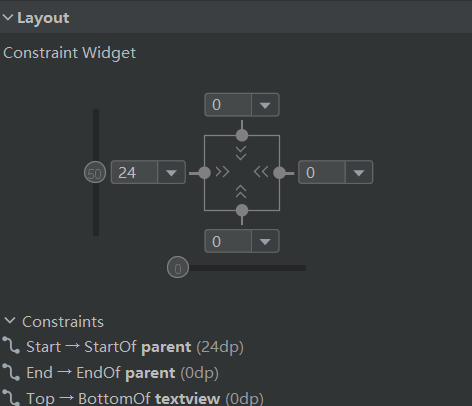 Layout
Constraint Widget
0
50
24
0
0
0
Constraints
Start → StartOf parent (24dp)
End → EndOf parent (0dp)
Top → BottomOf textview (0dp)